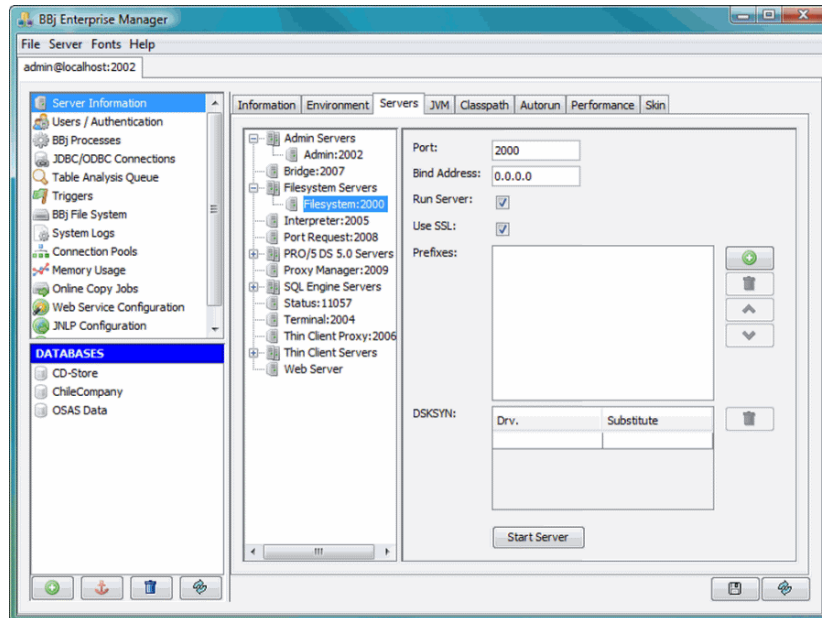 BBj Enterprise Manager
File Server Fonts Help
admin@localhost:2002
Server Information
Users / Authentication
BBj Processes
JDBC/ODBC Connections
Table Analysis Queue
Triggers
BBj File System
System Logs
Connection Pools
Memory Usage
Online Copy Jobs
Web Service Configuration
JNLP Configuration
DATABASES
CD-Store
ChileCompany
OSAS Data
Information Environment Servers JVM Classpath Autorun Performance Skin
Admin Servers
Admin:2002
Bridge:2007
Filesystem Servers
Filesystem:2000
Interpreter:2005
Port Request:2008
PRO/5 DS 5.0 Servers
Proxy Manager:2009
SQL Engine Servers
Status:11057
Terminal:2004
Thin Client Proxy:2006
Thin Client Servers
Web Server
Port: 2000
Bind Address: 0.0.0.0
Run Server:
Use SSL:
Prefixes:
DSKSYN:
Drv. Substitute
Start Server